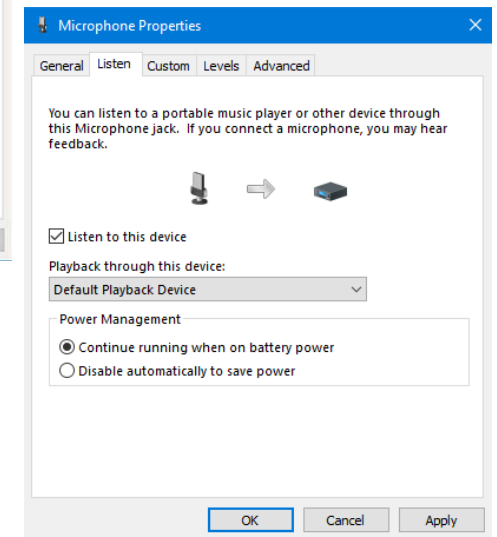 Microphone Properties
General Listen Custom Levels Advanced
You can listen to a portable music player or other device through
this Microphone jack. If you connect a microphone, you may hear
feedback.
Listen to this device
Playback through this device:
Default Playback Device
Power Management
Continue running when on battery power
Disable automatically to save power
OK Cancel Apply